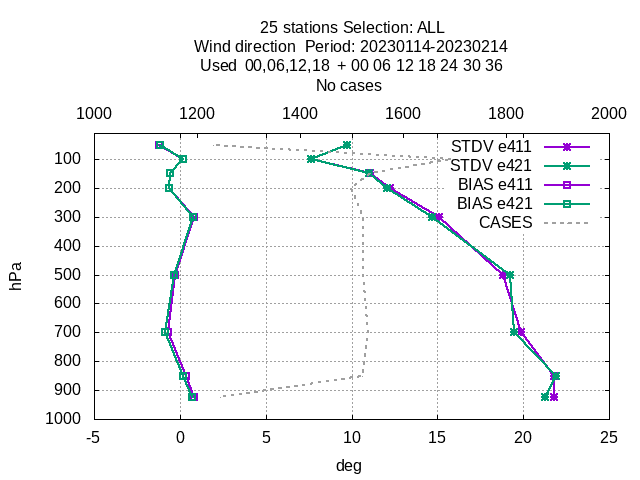 25 stations Selection: ALL
Wind direction  Period: 20230114-20230214
Used  00,06,12,18  + 00 06 12 18 24 30 36
No cases
1000 1200 1400 1600 1800 2000
STDV e411
STDV e421
BIAS e411
BIAS e421
CASES
100
200
300
400
500
600
700
800
900
1000
hPa
-5 0 5 10 15 20 25
deg